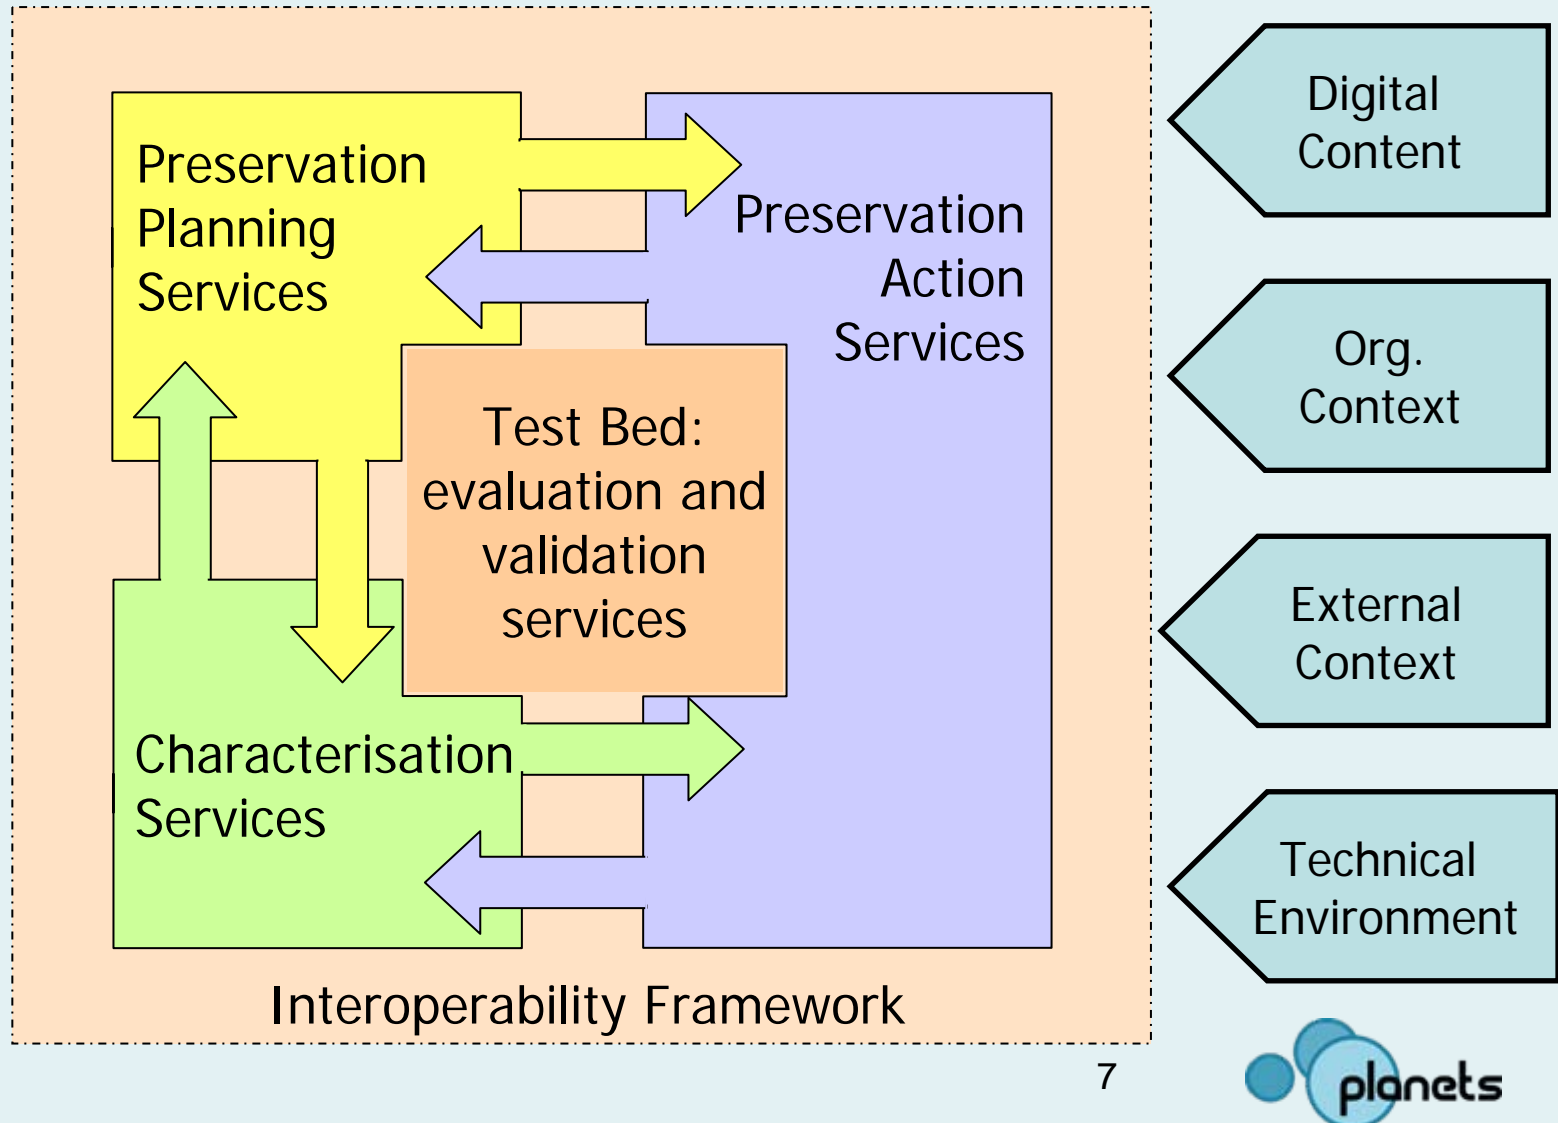 Preservation
Planning
Services
Preservation
Action
Services
Test Bed:
evaluation and
validation
services
Characterisation
Services
Interoperability Framework
Digital
Content
Org.
Context
External
Context
Technical
Environment
7
planets